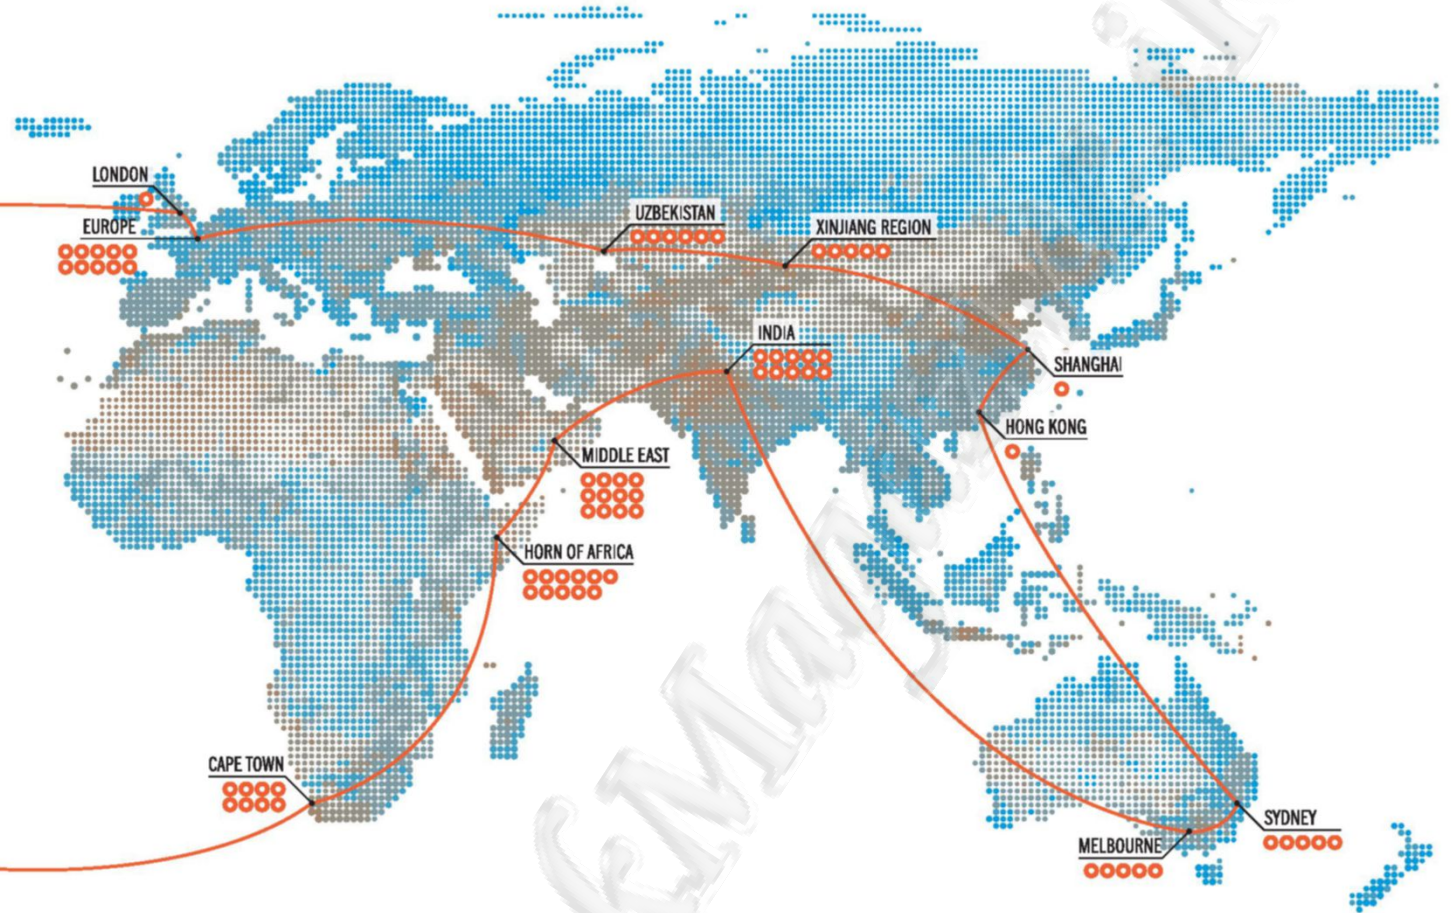 LONDON
EUROPE
UZBEKISTAN
XINJIANG REGION
INDIA
SHANGHAI
HONG KONG
MIDDLE EAST
HORN OF AFRICA
CAPE TOWN
SYDNEY
MELBOURNE